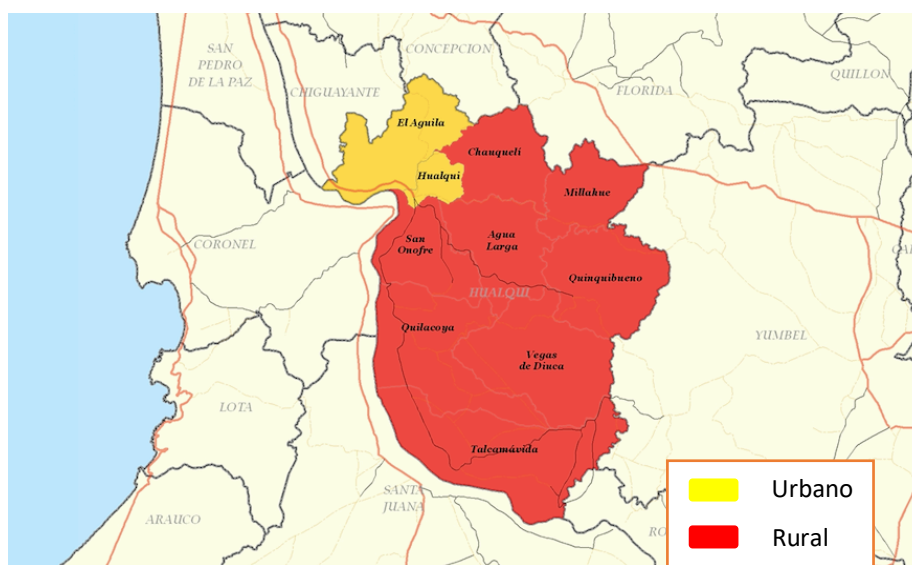 SAN
PEDRO
DE LA PAZ
CONCEPCION
CHIGUAYANTE
QUILLON
FLORIDA
El Aguila
Chauquelí
Hualqui
Millahue
San
Onofre
Agua
Larga
CORONEL
Quinquibueno
HUALQUI
Quilacoya
YUMBEL
Vegas
de Diuca
LOTA
Talcamávida
SANTA
JUANA
ARAUCO
Urbano
Rural